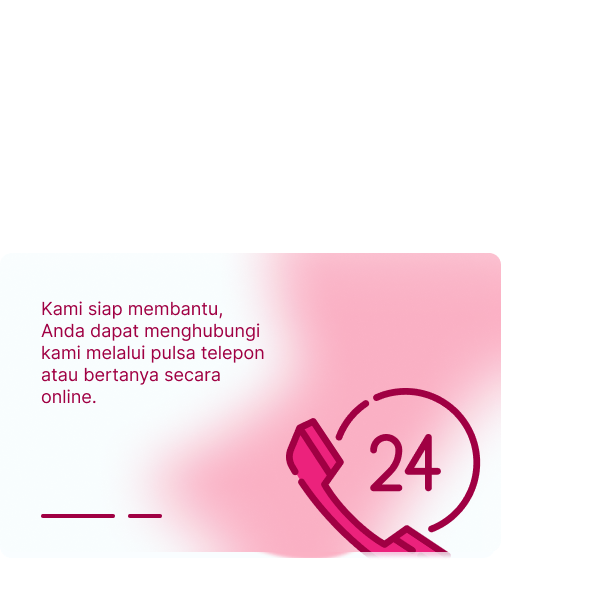 Kami siap membantu,
Anda dapat menghubungi
kami melalui pulsa telepon
atau bertanya secara
online.
24